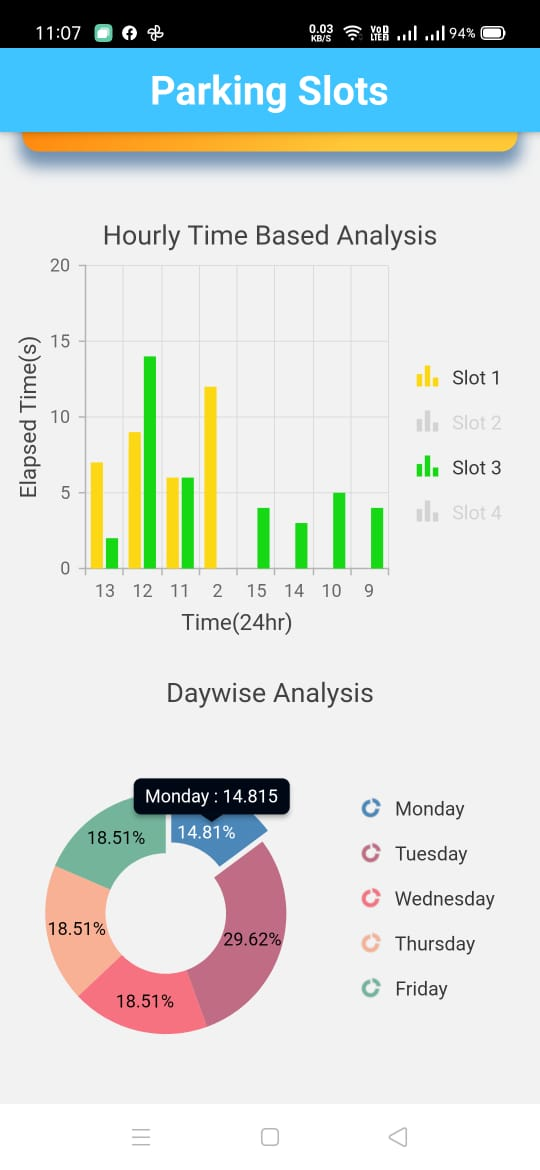 11:07 0.03 KB/S VoD LTED 94%
Parking Slots
Hourly Time Based Analysis
20
15
10
5
0
Elapsed Time(s)
13 12 11 2 15 14 10 9
Time(24hr)
Slot 1
Slot 2
Slot 3
Slot 4
Daywise Analysis
Monday : 14.815
14.81%
18.51%
29.62%
18.51%
18.51%
Monday
Tuesday
Wednesday
Thursday
Friday